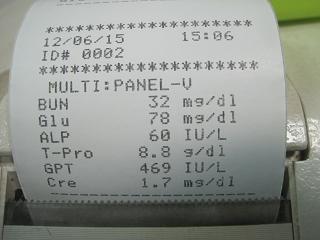 ********************
12/06/15 15:06
ID# 0002
********************
MULTI:PANEL-V
BUN 32 mg/dl
Glu 78 mg/dl
ALP 60 IU/L
T-Pro 8.8 g/dl
GPT 469 IU/L
Cre 1.7 mg/dl